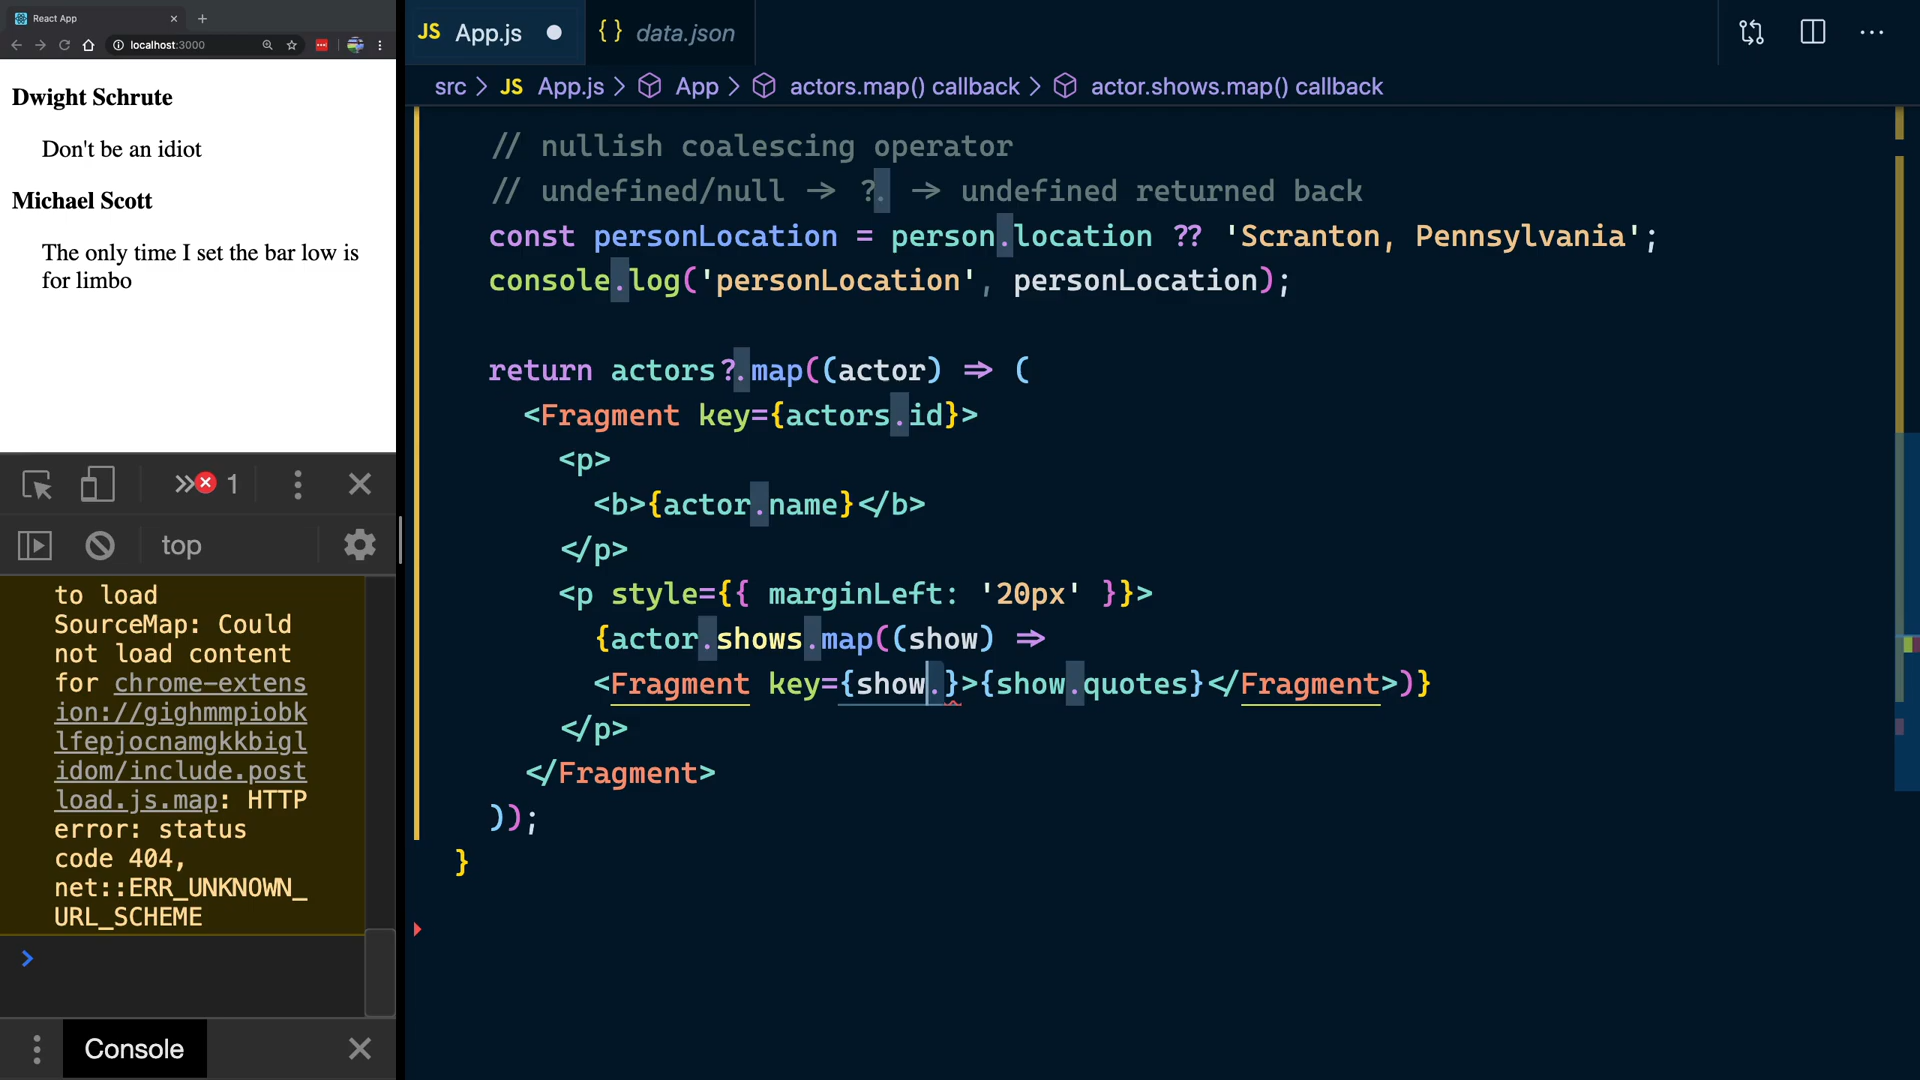 React App
localhost:3000
Dwight Schrute
Don't be an idiot
Michael Scott
The only time I set the bar low is
for limbo
1
top
to load
SourceMap: Could
not load content
for chrome-extens
ion://gighmmpiobk
lfepjocnamgkkbigl
idom/include.post
load.js.map: HTTP
error: status
code 404,
net::ERR_UNKNOWN_
URL_SCHEME
>
Console
JS App.js
{} data.json
src > JS App.js > App > actors.map() callback > actor.shows.map() callback
// nullish coalescing operator
// undefined/null → ?. → undefined returned back
const personLocation = person.location ?? 'Scranton, Pennsylvania';
console.log('personLocation', personLocation);
return actors?.map((actor) ⇒ (
<Fragment key={actors.id}>
<p>
<b>{actor.name}</b>
</p>
<p style={{ marginLeft: '20px' }}>
{actor.shows.map((show) ⇒
<Fragment key={show.}>{show.quotes}</Fragment>)}
</p>
</Fragment>
));
}